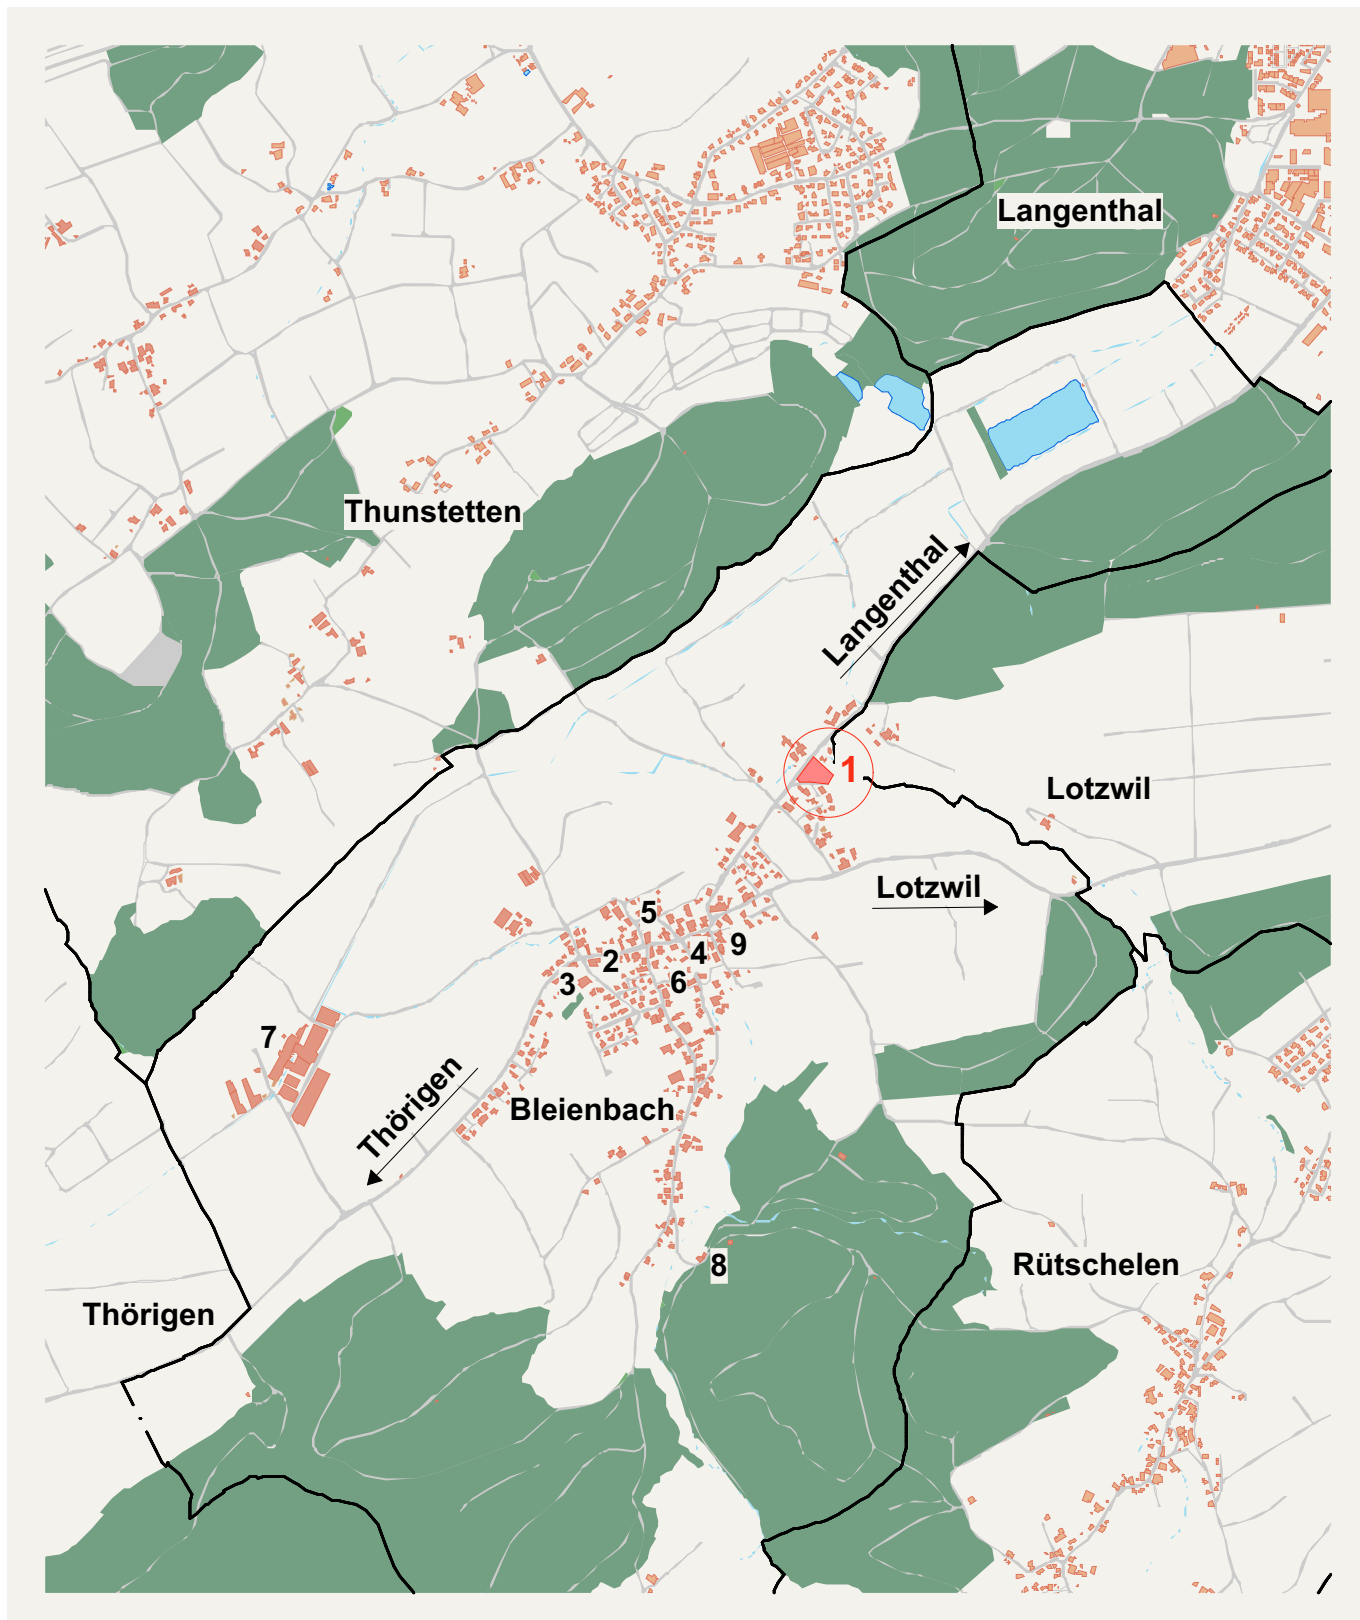 Langenthal
Thunstetten
Langenthal
1
Lotzwil
Lotzwil
5
9
4
2
6
3
7
Bleienbach
Thörigen
8
Rütschelen
Thörigen